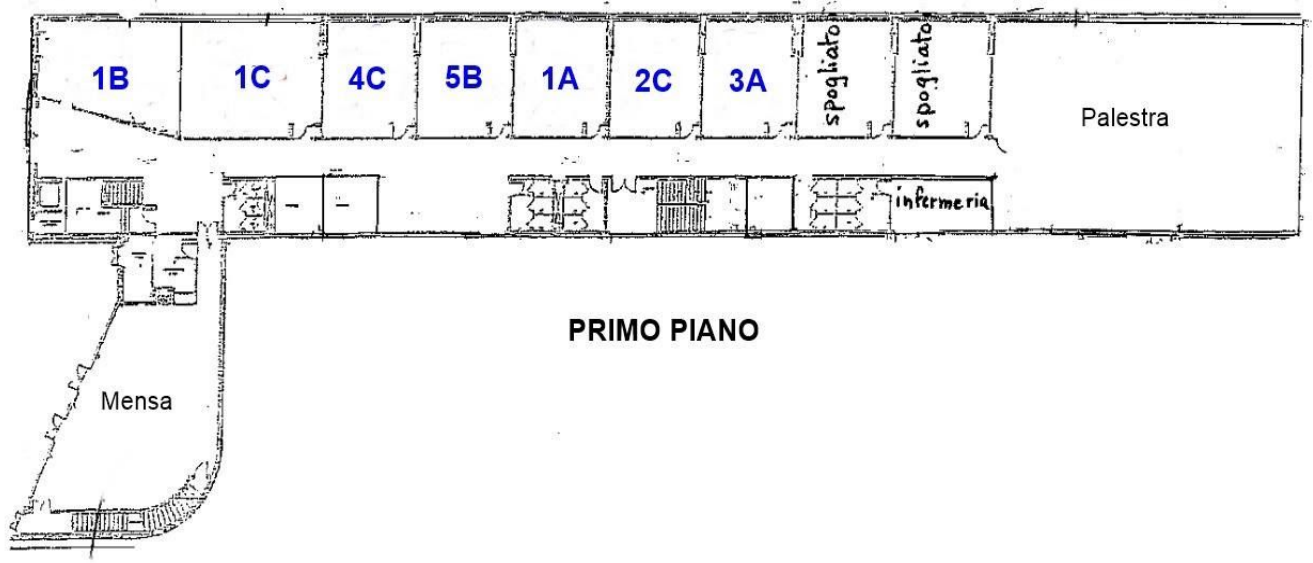 1B
1C
4C
5B
1A
2C
3A
spogliato
spogliato
Palestra
infermeria
PRIMO PIANO
Mensa